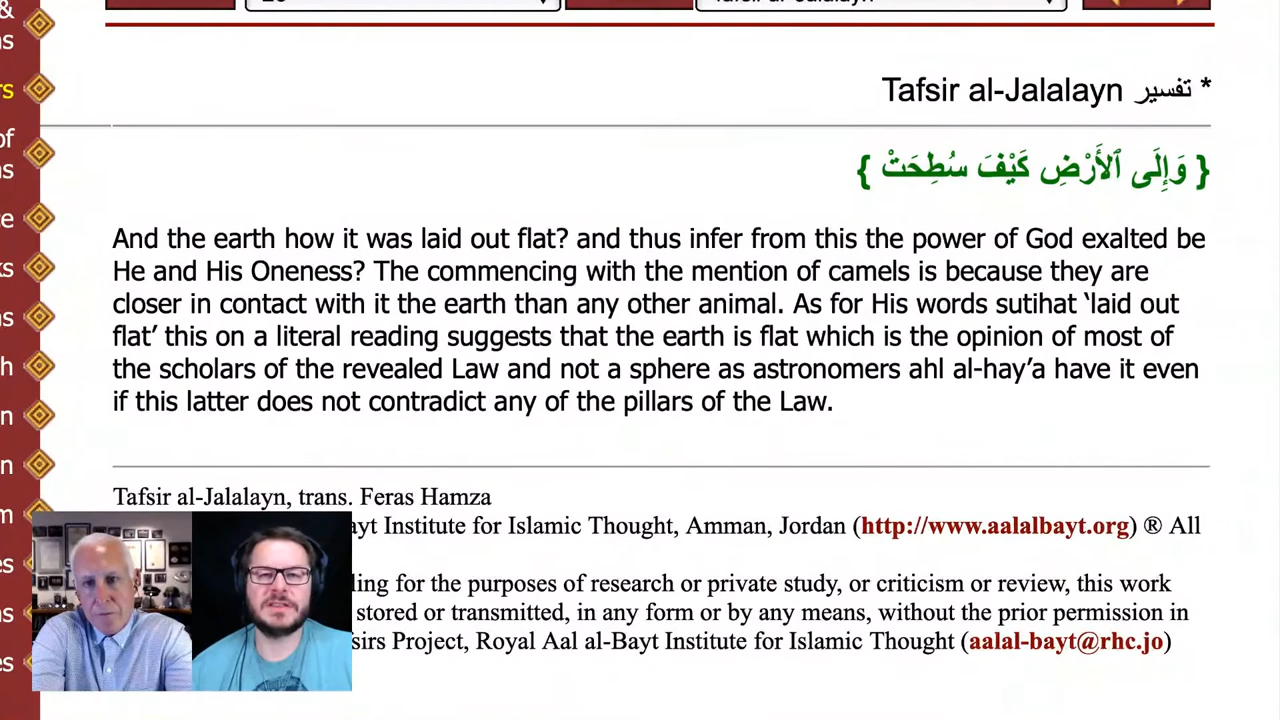 Tafsir al-Jalalayn تفسير *
{ وَإِلَى ٱلأَرْضِ كَيْفَ سُطِحَتْ }
And the earth how it was laid out flat? and thus infer from this the power of God exalted be
He and His Oneness? The commencing with the mention of camels is because they are
closer in contact with it the earth than any other animal. As for His words sutihat ‘laid out
flat’ this on a literal reading suggests that the earth is flat which is the opinion of most of
the scholars of the revealed Law and not a sphere as astronomers ahl al-hay’a have it even
if this latter does not contradict any of the pillars of the Law.
Tafsir al-Jalalayn, trans. Feras Hamza
ayt Institute for Islamic Thought, Amman, Jordan (http://www.aalalbayt.org) ® All
ling for the purposes of research or private study, or criticism or review, this work
stored or transmitted, in any form or by any means, without the prior permission in
sirs Project, Royal Aal al-Bayt Institute for Islamic Thought (aalal-bayt@rhc.jo)